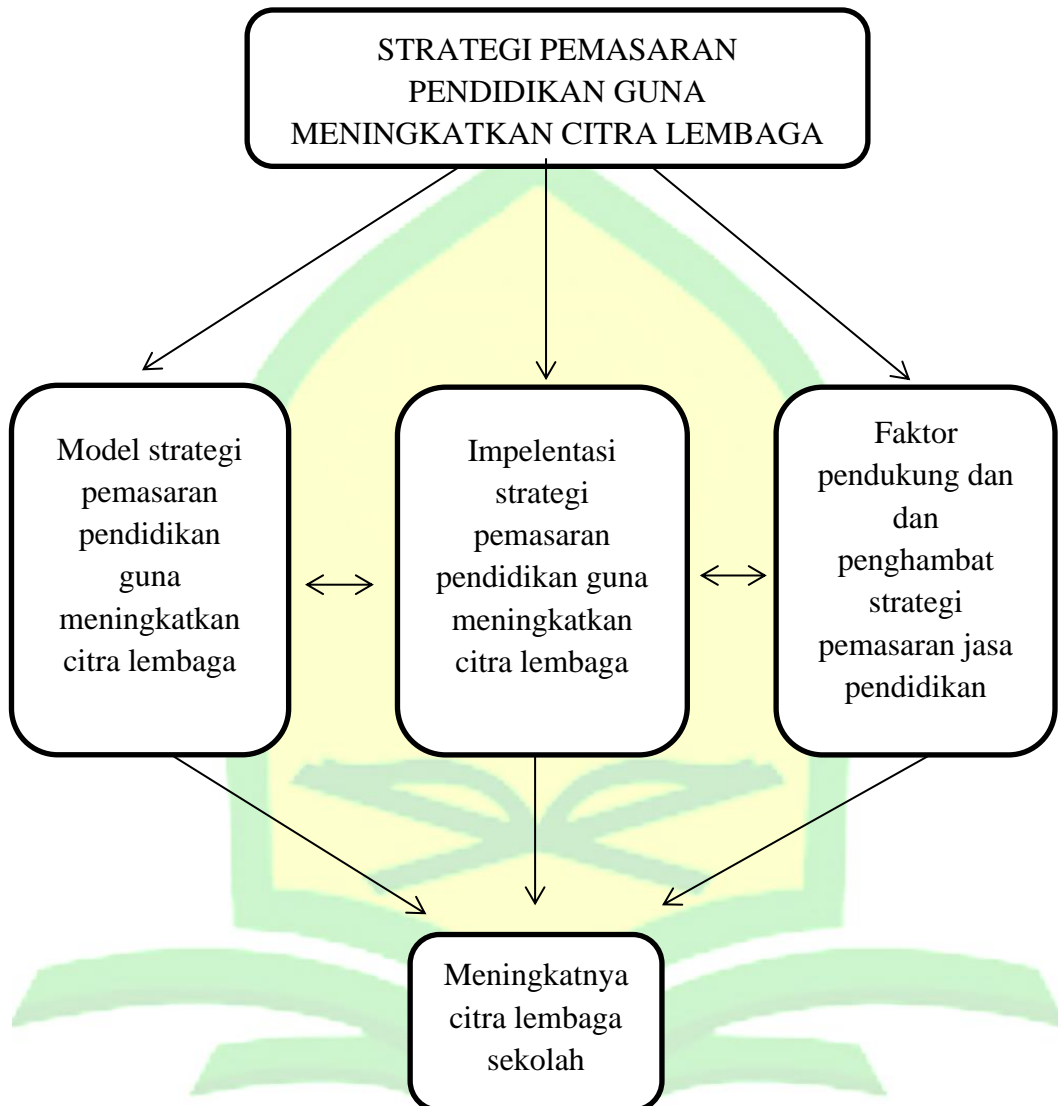 STRATEGI PEMASARAN
PENDIDIKAN GUNA
MENINGKATKAN CITRA LEMBAGA
Model strategi
pemasaran
pendidikan
guna
meningkatkan
citra lembaga
Impelentasi
strategi
pemasaran
pendidikan guna
meningkatkan
citra lembaga
Faktor
pendukung dan
dan
penghambat
strategi
pemasaran jasa
pendidikan
Meningkatnya
citra lembaga
sekolah